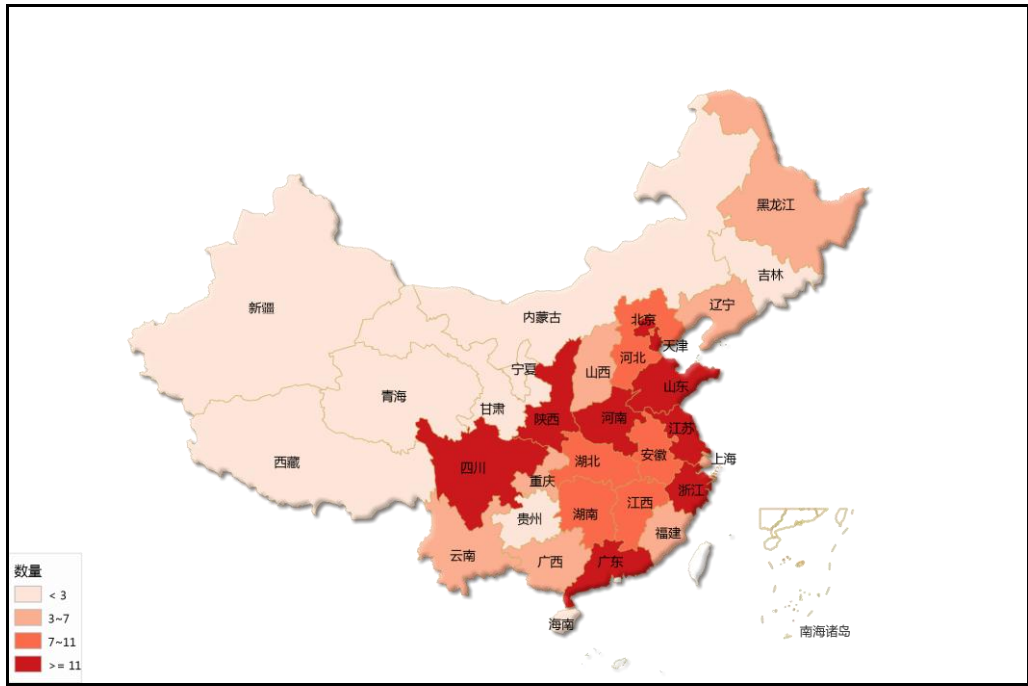 黑龙江
吉林
辽宁
新疆
内蒙古
北京
天津
宁夏
山西
河北
山东
青海
甘肃
陕西
河南
江苏
西藏
四川
湖北
安徽
上海
重庆
浙江
贵州
湖南
江西
福建
云南
广西
广东
海南
南海诸岛
数量
< 3
3~7
7~11
>= 11